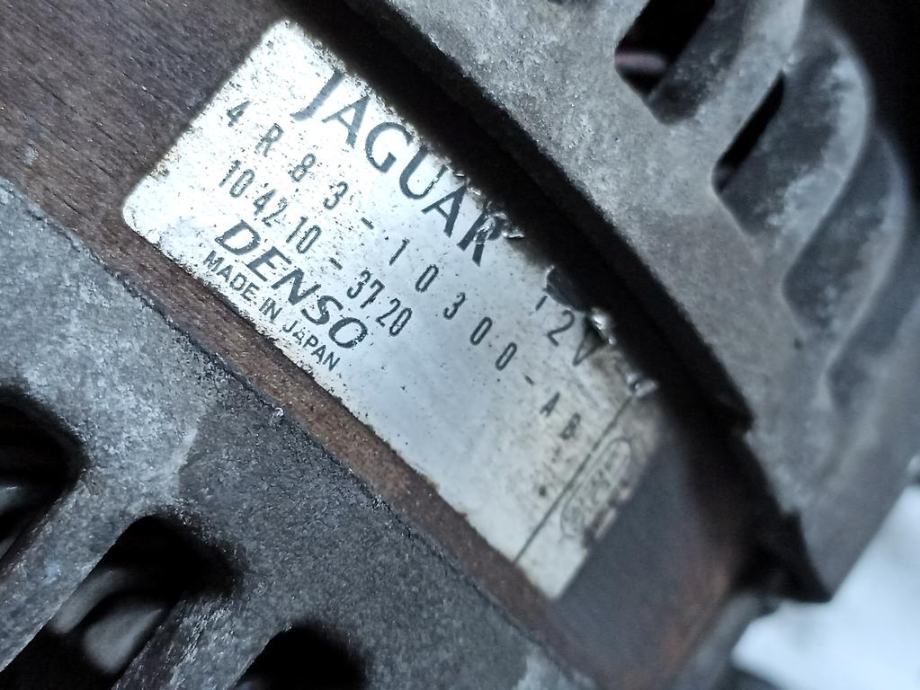 JAGUAR 12V
4R83-10300-AB
104210-3720
DENSO
MADE IN JAPAN